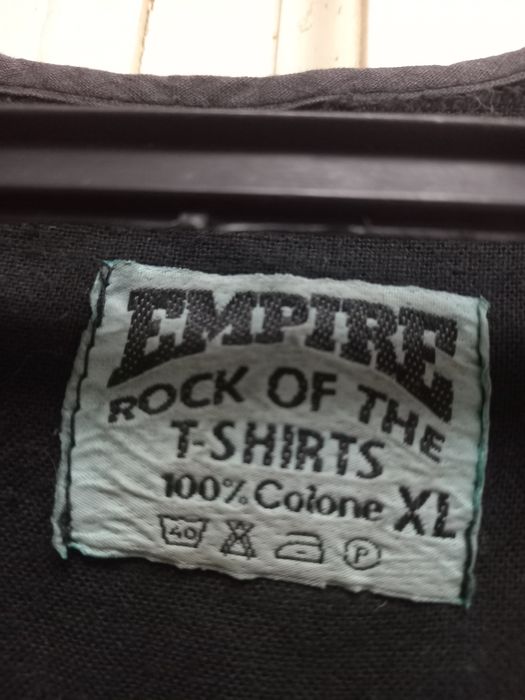 EMPIRE
ROCK OF THE
T-SHIRTS
100% Cotone XL
40 P